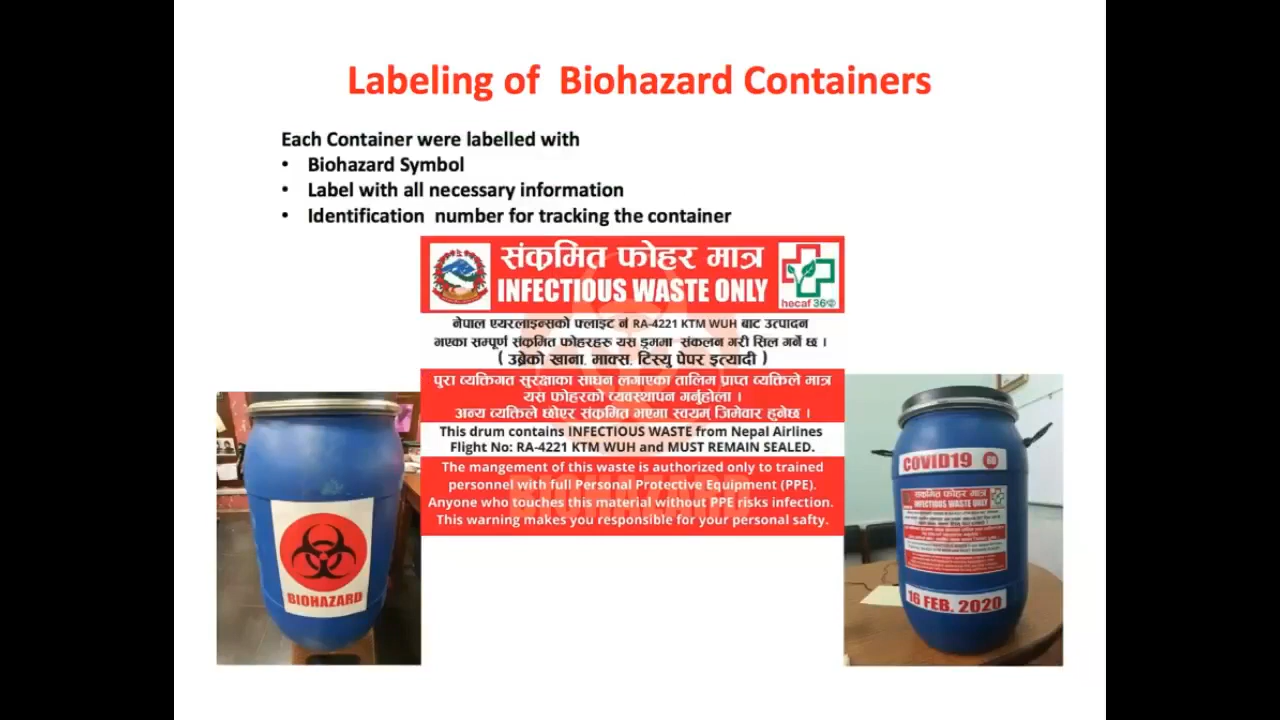 Labeling of Biohazard Containers
Each Container were labelled with
• Biohazard Symbol
• Label with all necessary information
• Identification number for tracking the container
संक्रमित फोहर मात्र
INFECTIOUS WASTE ONLY
hecaf 360
नेपाल एयरलाइन्सको फ्लाइट नं RA-4221 KTM WUH बाट उत्पादन
भएका सम्पूर्ण संक्रमित फोहरहरु यस ड्रममा संकलन गरी सिल गर्ने छ ।
( उब्रेको खाना, माक्स, टिस्यु पेपर इत्यादी )
पुरा व्यक्तिगत सुरक्षाका साधन लगाएका तालिम प्राप्त व्यक्तिले मात्र
यस फोहरको व्यवस्थापन गर्नुहोला ।
अन्य व्यक्तिले छोएर संक्रमित भएमा स्वयम् जिमेवार हुनेछ ।
This drum contains INFECTIOUS WASTE from Nepal Airlines
Flight No: RA-4221 KTM WUH and MUST REMAIN SEALED.
The mangement of this waste is authorized only to trained
personnel with full Personal Protective Equipment (PPE).
Anyone who touches this material without PPE risks infection.
This warning makes you responsible for your personal safty.
BIOHAZARD
COVID19
संक्रमित फोहर मात्र
INFECTIOUS WASTE ONLY
16 FEB. 2020